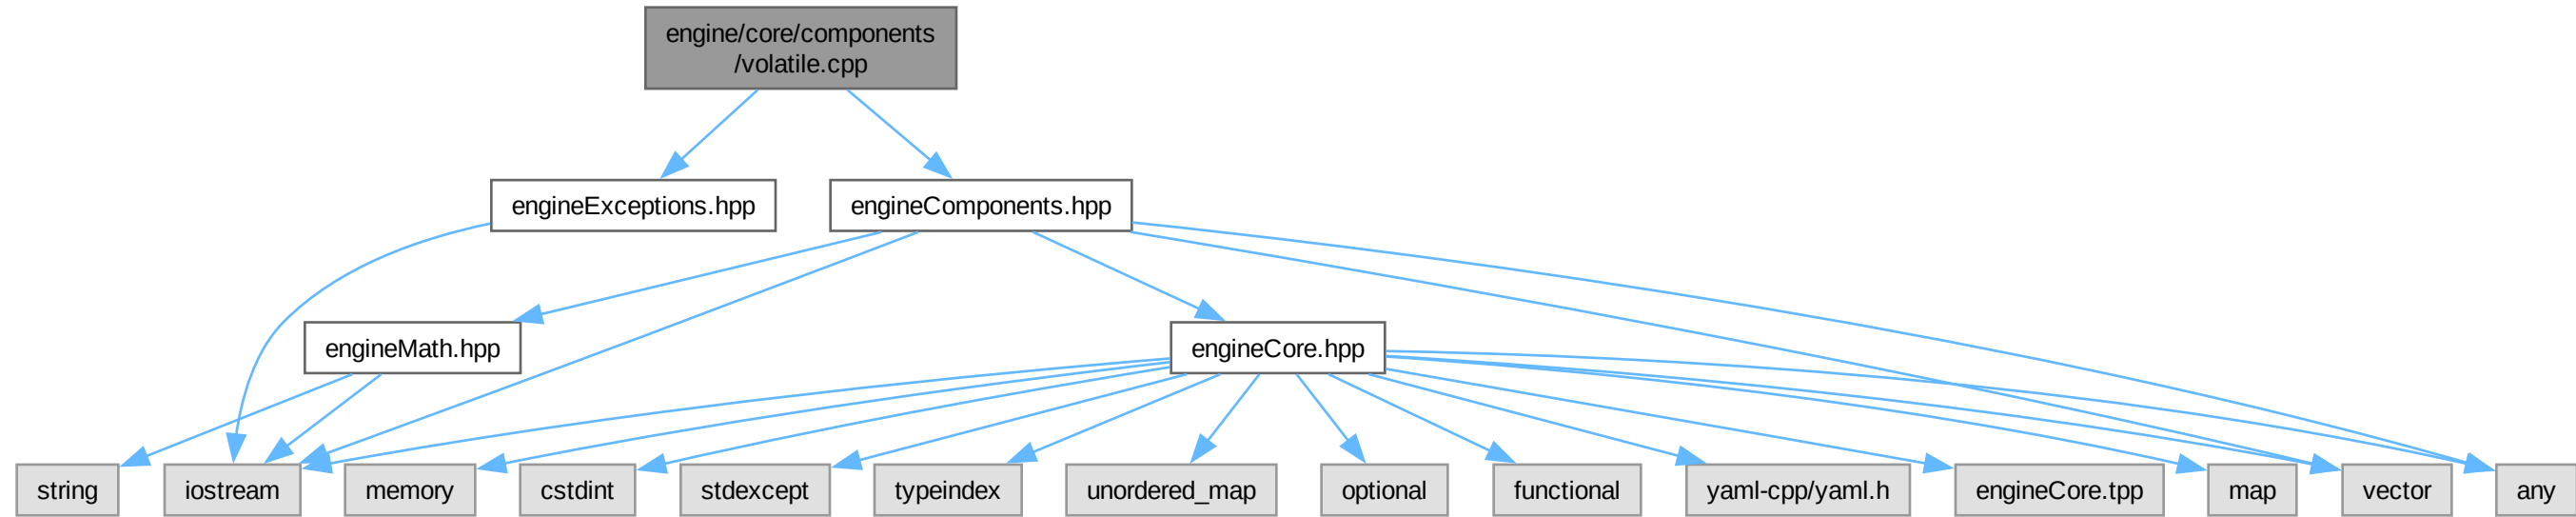 engine/core/components
/volatile.cpp
engineExceptions.hpp
engineComponents.hpp
engineMath.hpp
engineCore.hpp
string
iostream
memory
cstdint
stdexcept
typeindex
unordered_map
optional
functional
yaml-cpp/yaml.h
engineCore.tpp
map
vector
any